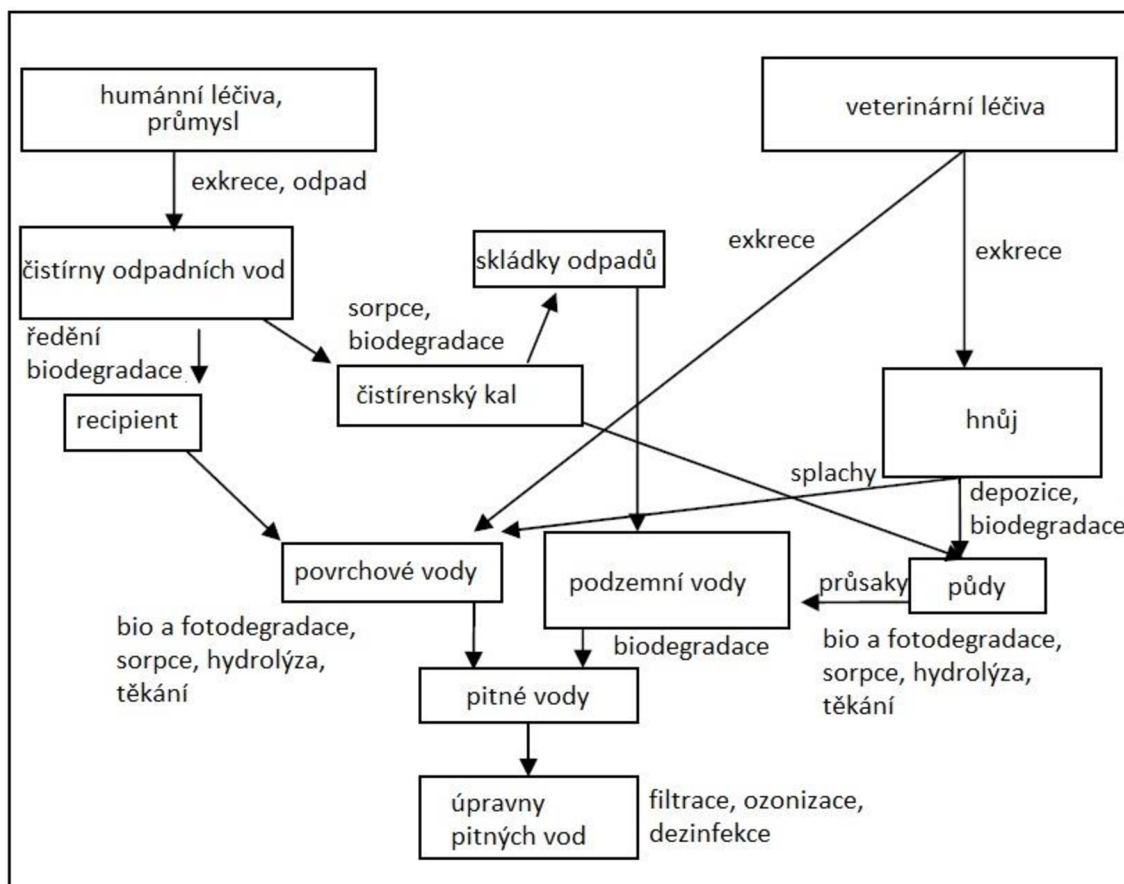 humánní léčiva,
průmysl
veterinární léčiva
exkrece, odpad
čistírny odpadních vod
skládky odpadů
exkrece
exkrece
ředění
biodegradace
sorpce,
biodegradace
čistírenský kal
recipient
hnůj
splachy
depozice,
biodegradace
povrchové vody
podzemní vody
průsaky
půdy
bio a fotodegradace,
sorpce, hydrolýza,
těkání
biodegradace
bio a fotodegradace,
sorpce, hydrolýza,
těkání
pitné vody
úpravny
pitných vod
filtrace, ozonizace,
dezinfekce